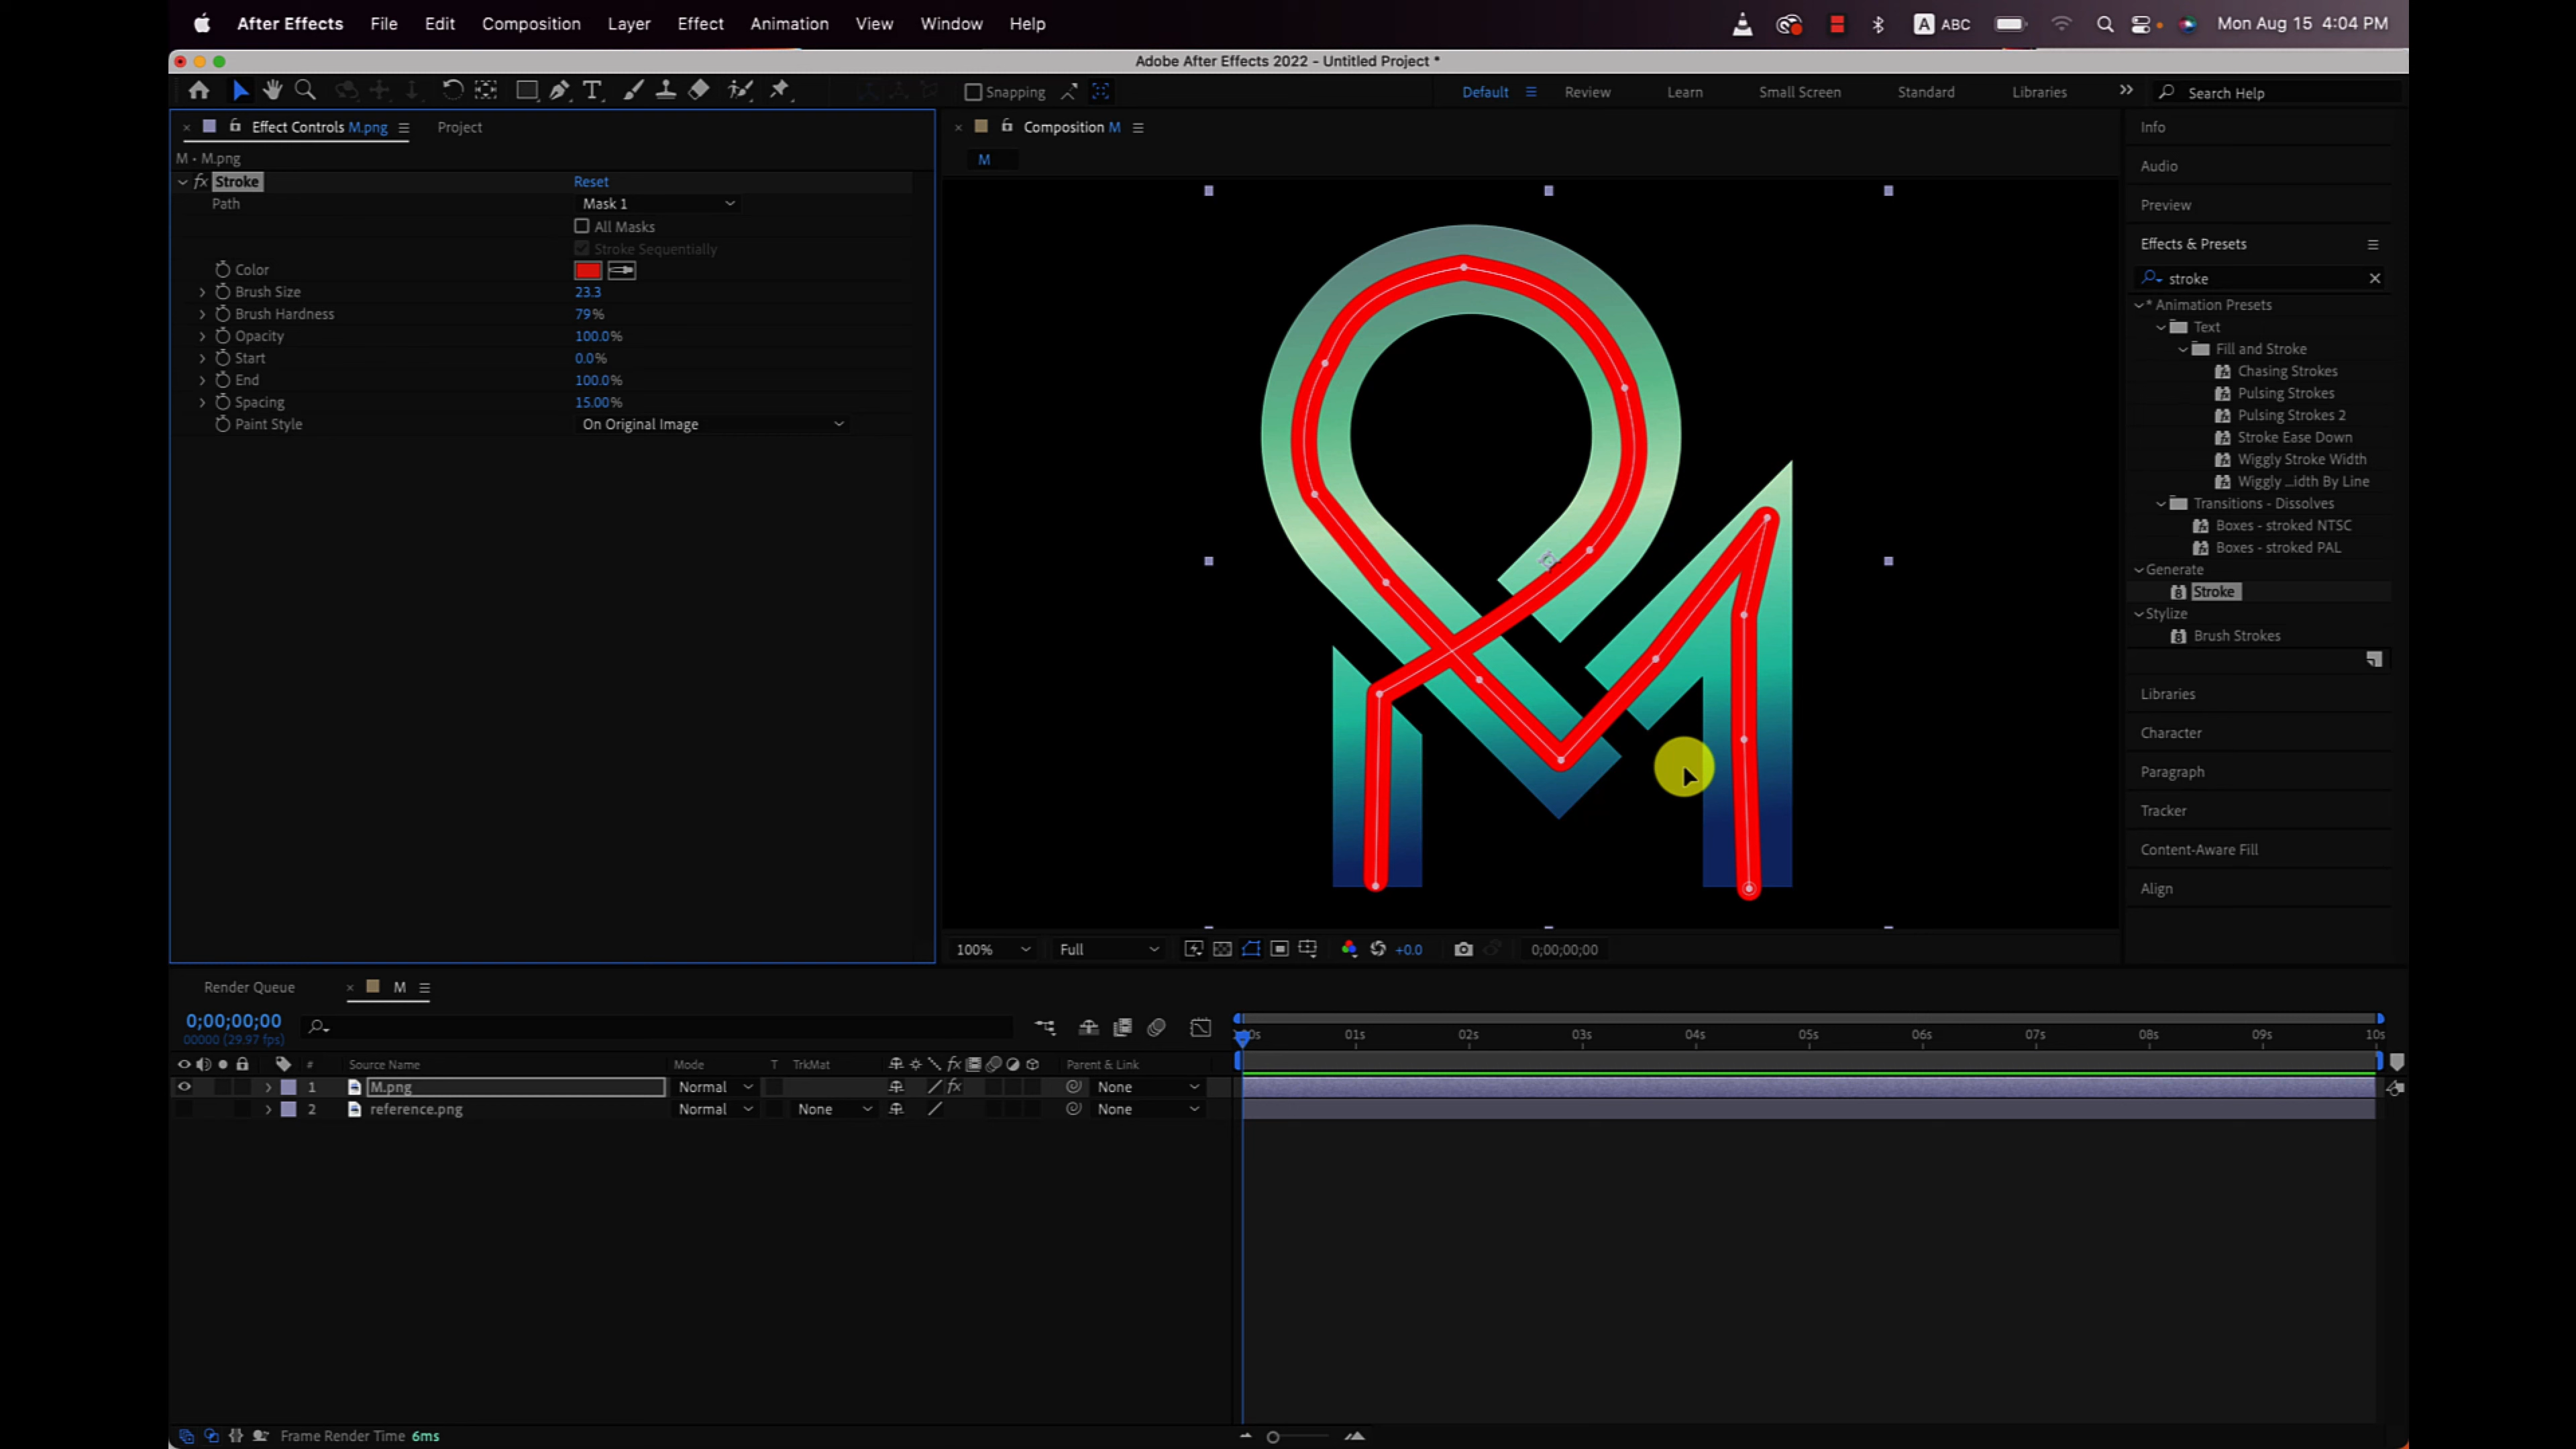 After Effects File Edit Composition Layer Effect Animation View Window Help A ABC Mon Aug 15 4:04 PM
Adobe After Effects 2022 - Untitled Project *
Snapping Default Review Learn Small Screen Standard Libraries Search Help
Effect Controls M.png Project
Composition M
Info
M • M.png
M
Audio
fx Stroke Reset
Path Mask 1
Preview
All Masks
Stroke Sequentially
Effects & Presets
Color
stroke
Brush Size 23.3
Brush Hardness 79%
Opacity 100.0%
Start 0.0%
End 100.0%
Spacing 15.00%
Paint Style On Original Image
* Animation Presets
Text
Fill and Stroke
Chasing Strokes
Pulsing Strokes
Pulsing Strokes 2
Stroke Ease Down
Wiggly Stroke Width
Wiggly ...idth By Line
Transitions - Dissolves
Boxes - stroked NTSC
Boxes - stroked PAL
Generate
8 Stroke
Stylize
8 Brush Strokes
Libraries
Character
Paragraph
Tracker
Content-Aware Fill
Align
100% Full +0.0 0;00;00;00
Render Queue M
0;00;00;00
00000 (29.97 fps)
01s 02s 03s 04s 05s 06s 07s 08s 09s 10s
# Source Name Mode T TrkMat fx Parent & Link
1 M.png Normal fx None
2 reference.png Normal None None
Frame Render Time 6ms